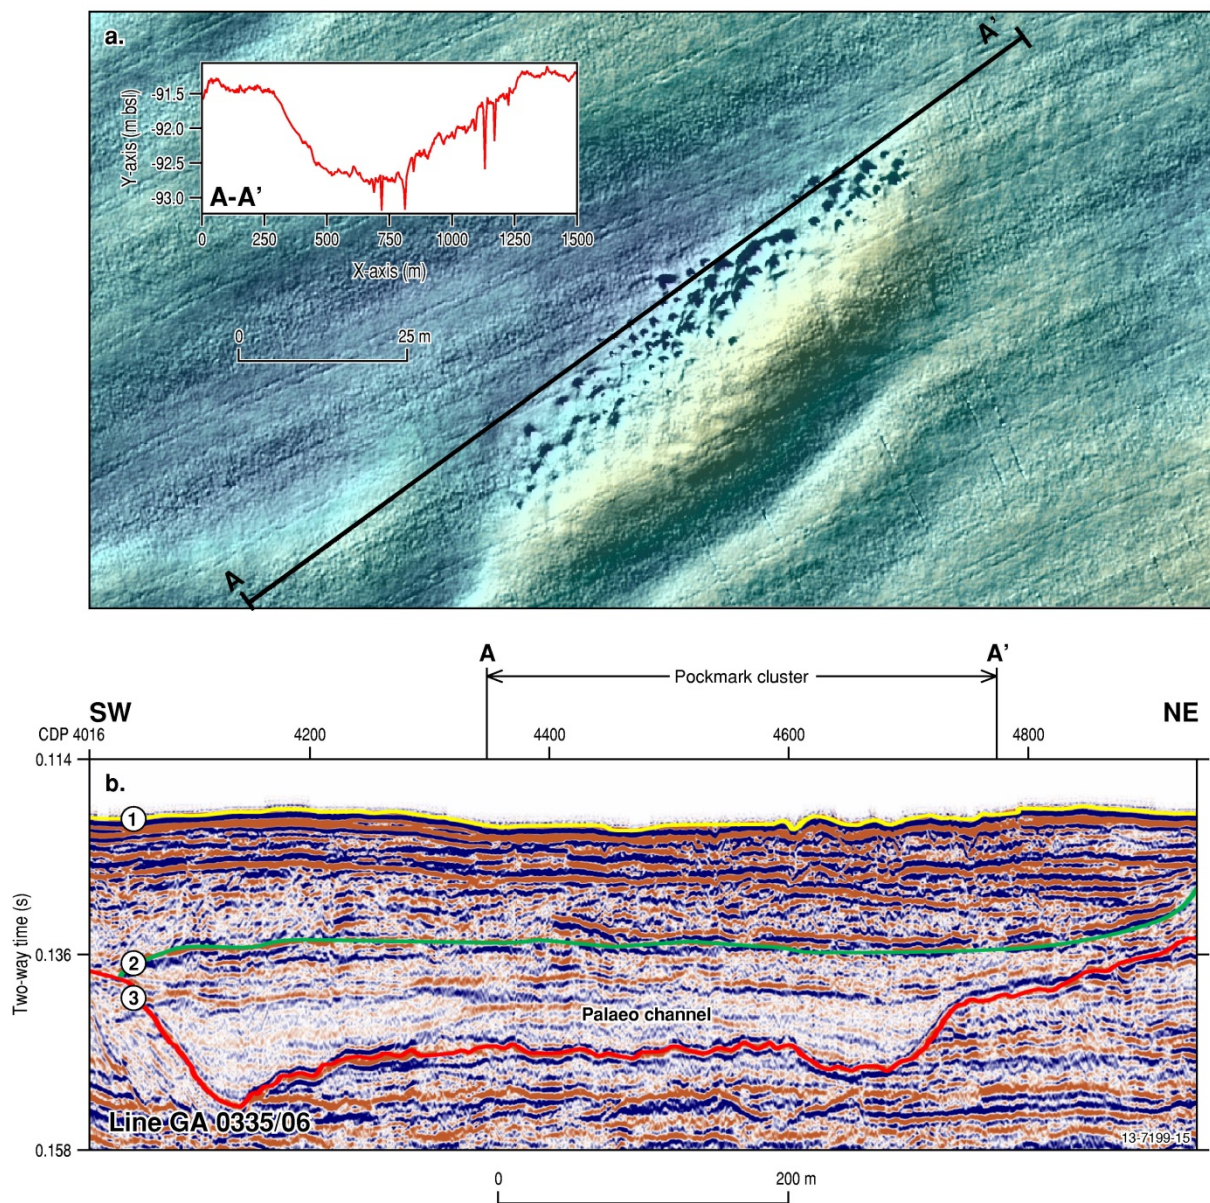 a.
A'
-91.5
-92.0
-92.5
-93.0
Y-axis (m bsl)
A-A'
0 250 500 750 1000 1250 1500
X-axis (m)
0 25 m
A
A A'
Pockmark cluster
SW NE
CDP 4016 4200 4400 4600 4800
0.114
b.
1
Two-way time (s)
0.136
2
3
Palaeo channel
Line GA 0335/06
13-7199-15
0.158
0 200 m